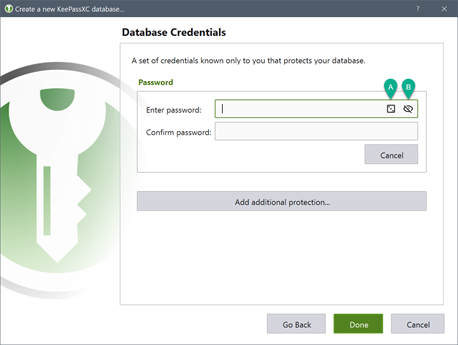 Create a new KeePassXC database...
Database Credentials
A set of credentials known only to you that protects your database.
Password
A B
Enter password:
Confirm password:
Cancel
Add additional protection...
Go Back Done Cancel